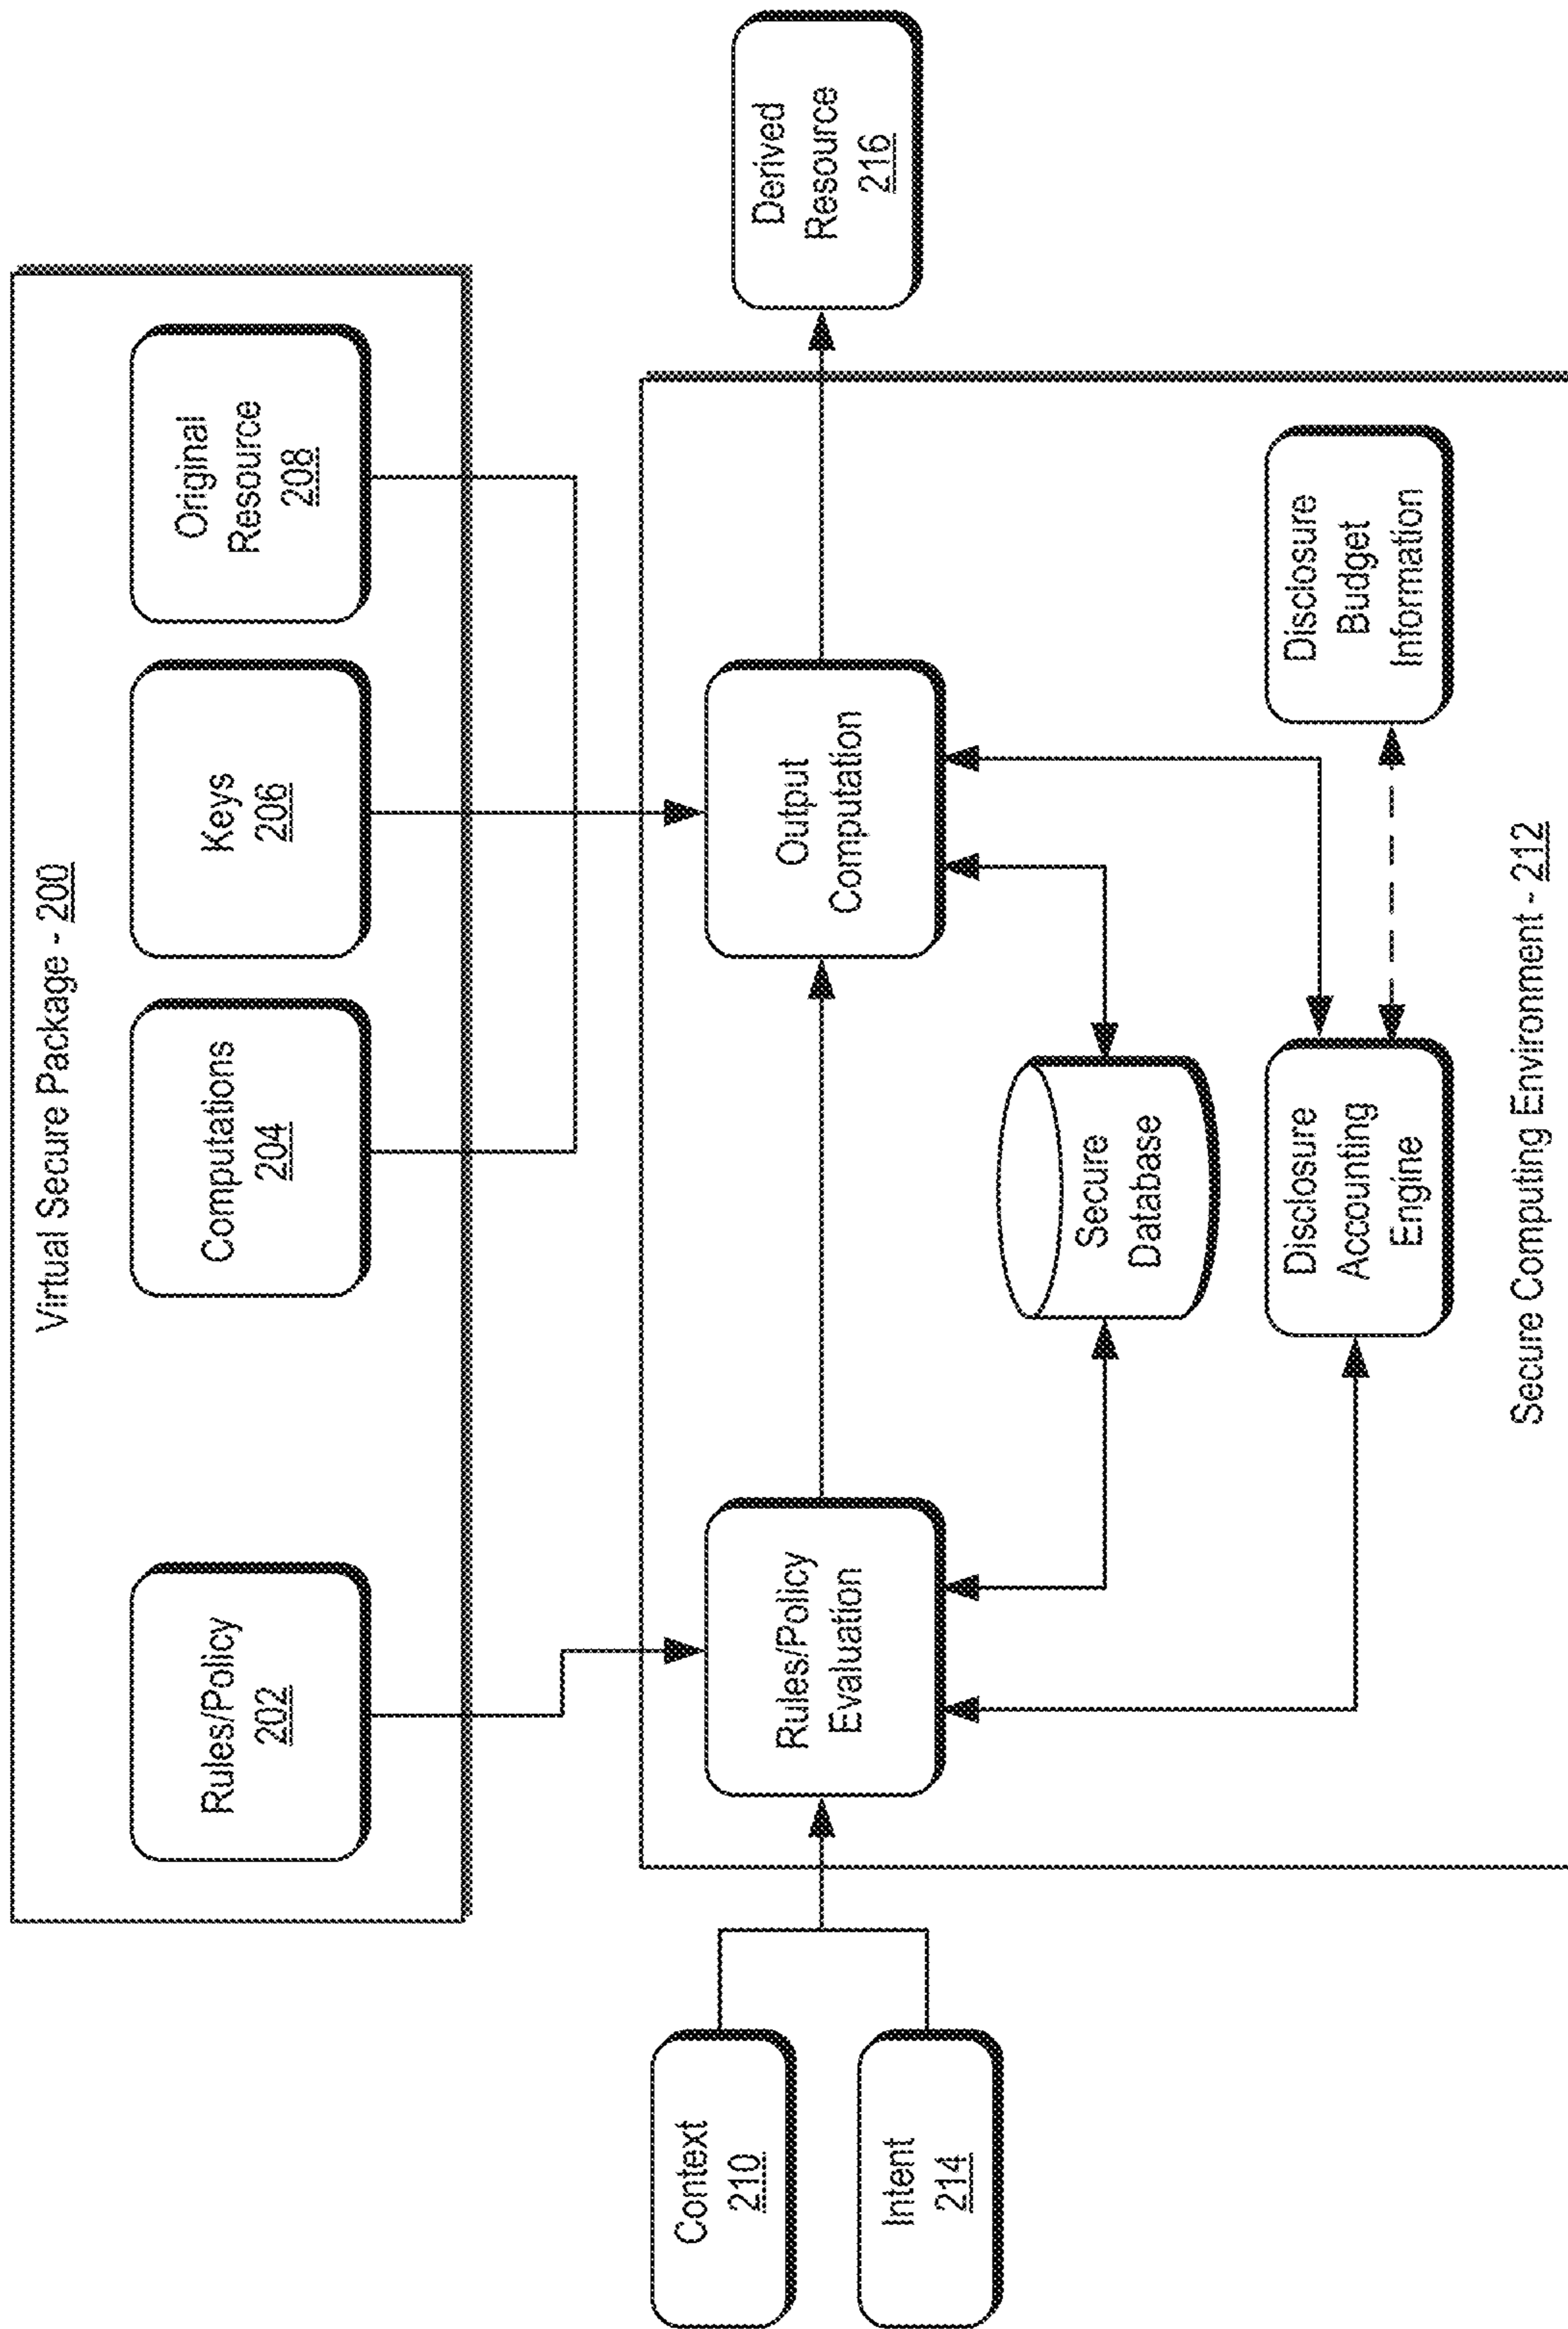 Virtual Secure Package - 200
Rules/Policy
202
Computations
204
Keys
206
Original
Resource
208
Context
210
Intent
214
Rules/Policy
Evaluation
Output
Computation
Derived
Resource
216
Secure
Database
Disclosure
Accounting
Engine
Disclosure
Budget
Information
Secure Computing Environment - 212